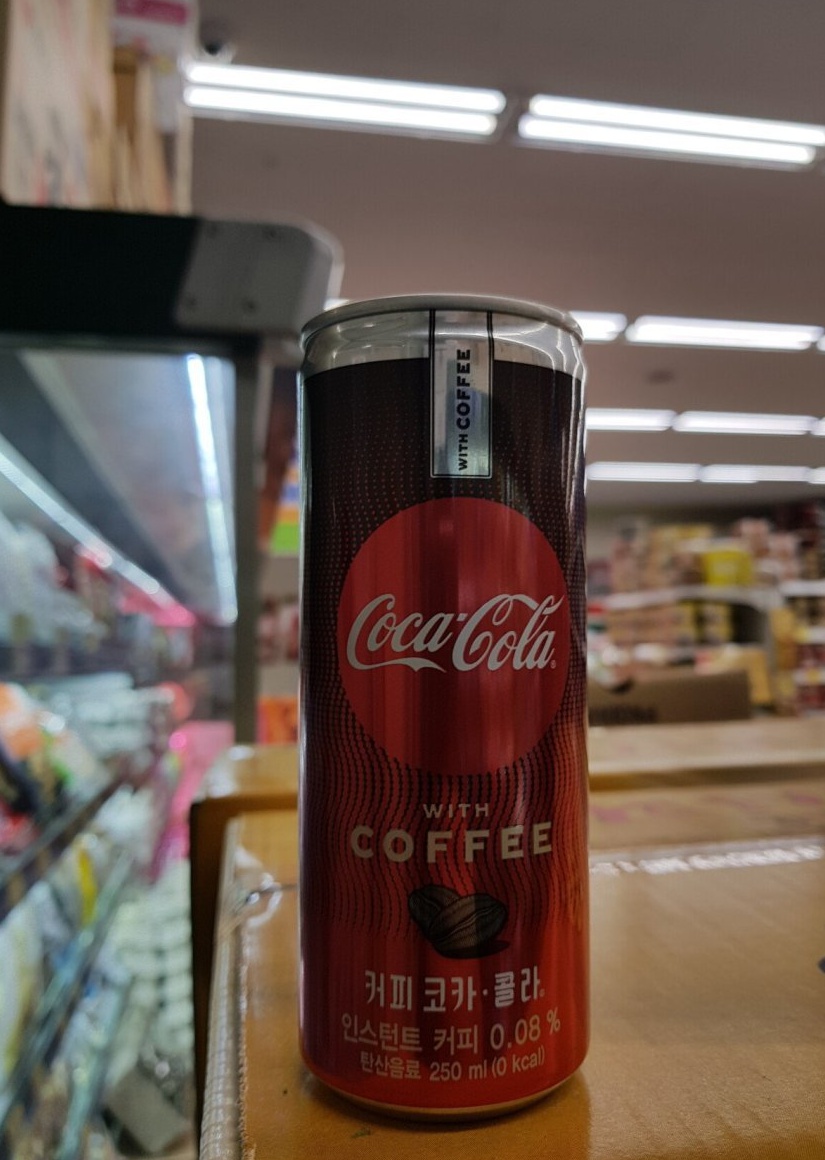 WITH COFFEE
Coca-Cola®
WITH
COFFEE
커피 코카·콜라®
인스턴트 커피 0.08 %
탄산음료 250 ml (0 kcal)